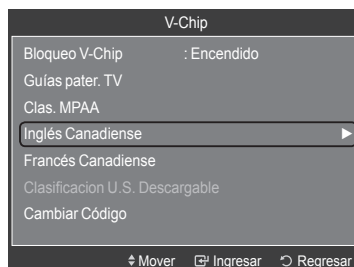 V-Chip
Bloqueo V-Chip : Encendido
Guías pater. TV
Clas. MPAA
Inglés Canadiense
Francés Canadiense
Clasificacion U.S. Descargable
Cambiar Código
Mover Ingresar Regresar